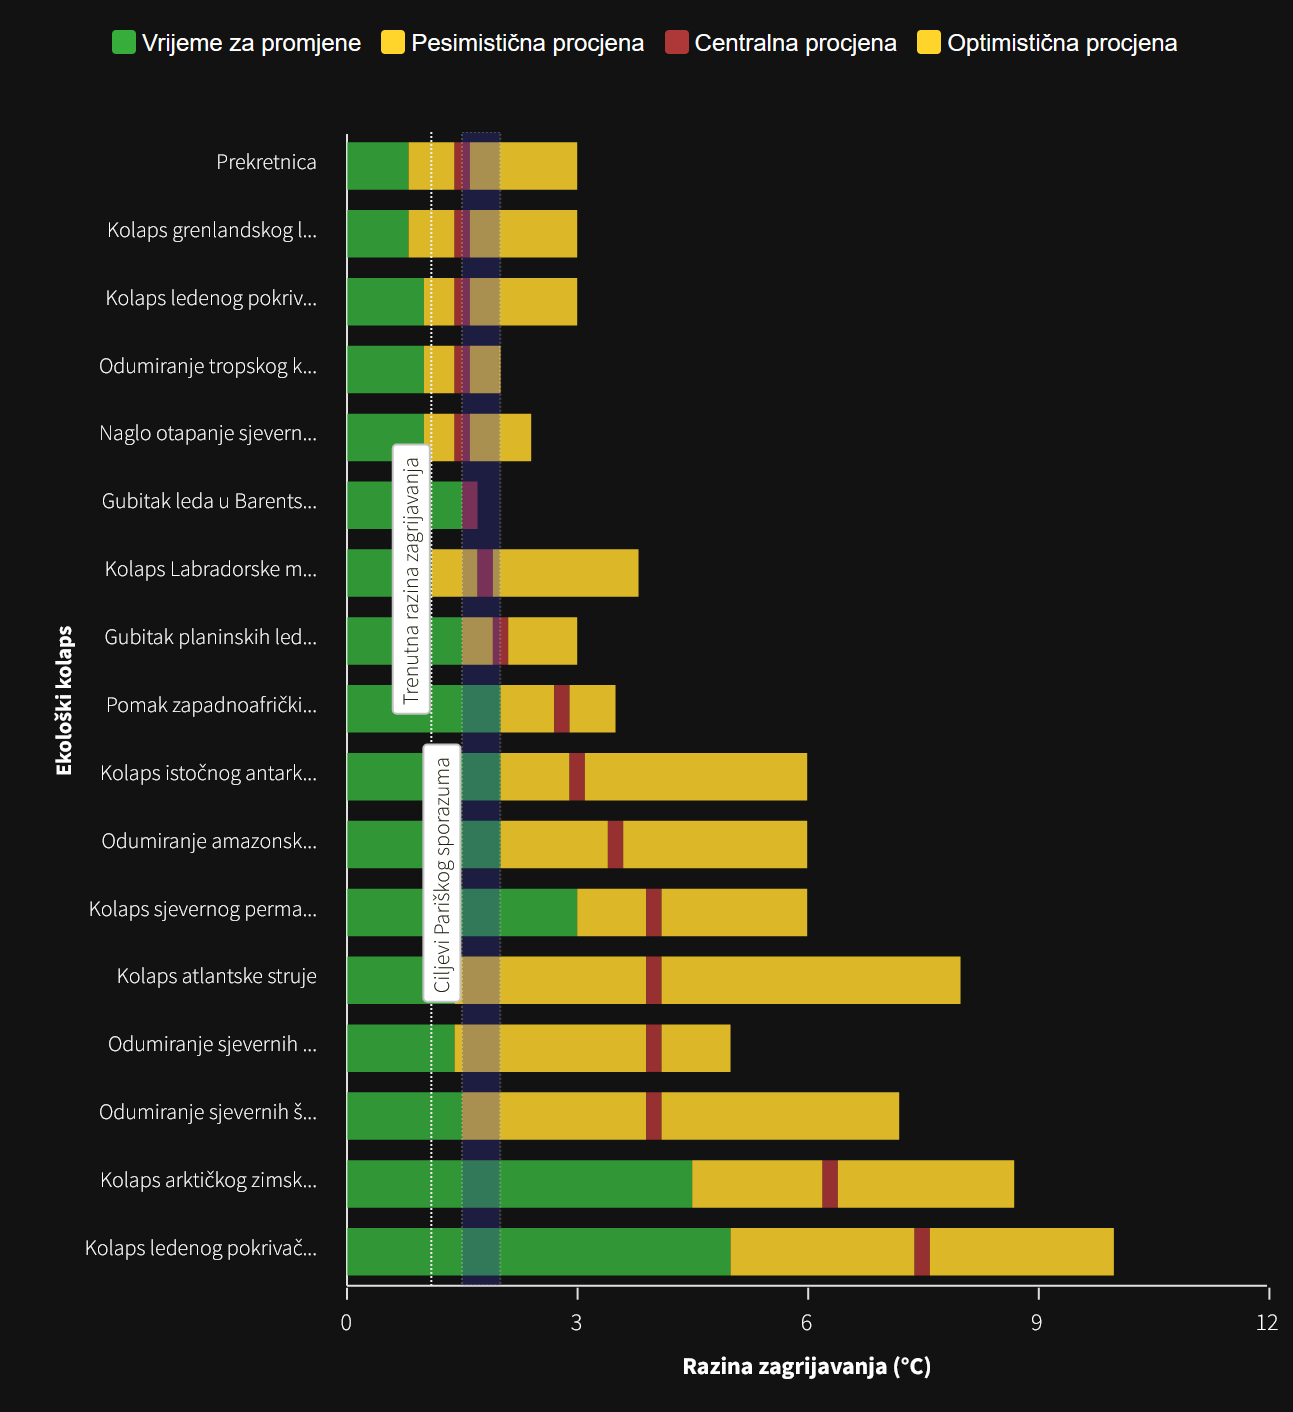 Vrijeme za promjene Pesimistična procjena Centralna procjena Optimistična procjena
Prekretnica
Kolaps grenlandskog l...
Kolaps ledenog pokriv...
Odumiranje tropskog k...
Naglo otapanje sjevern...
Gubitak leda u Barents...
Kolaps Labradorske m...
Gubitak planinskih led...
Pomak zapadnoafrički...
Kolaps istočnog antark...
Odumiranje amazonsk...
Kolaps sjevernog perma...
Kolaps atlantske struje
Odumiranje sjevernih ...
Odumiranje sjevernih š...
Kolaps arktičkog zimsk...
Kolaps ledenog pokrivač...
Ekološki kolaps
Trenutna razina zagrijavanja
Ciljevi Pariškog sporazuma
0 3 6 9 12
Razina zagrijavanja (°C)